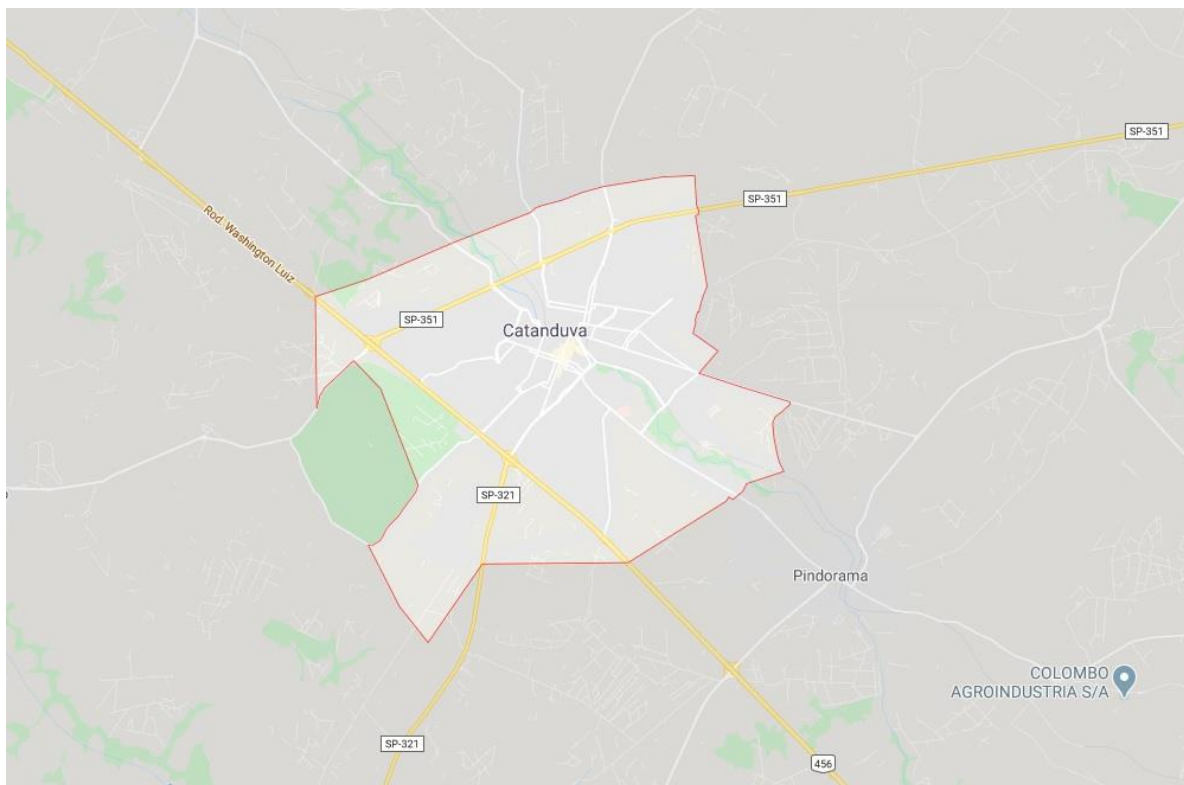 SP-351
SP-351
Rod. Washington Luiz
SP-351
Catanduva
SP-321
Pindorama
COLOMBO
AGROINDUSTRIA S/A
SP-321
456